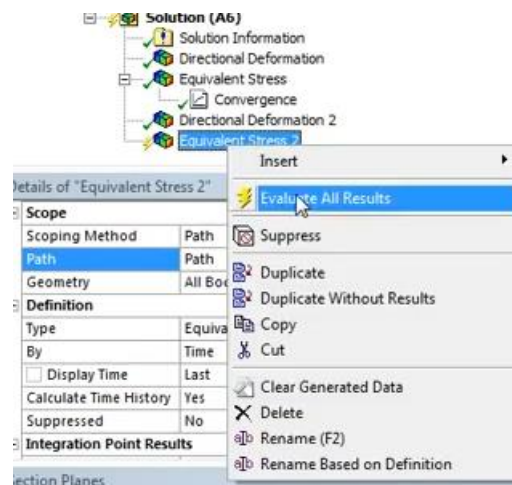 Solution (A6)
Solution Information
Directional Deformation
Equivalent Stress
Convergence
Directional Deformation 2
Equivalent Stress 2
Insert
Details of "Equivalent Stress 2"
Evaluate All Results
Scope
Scoping Method Path
Suppress
Path Path
Geometry All Bod
Duplicate
Definition
Duplicate Without Results
Type Equiva
Copy
By Time
Cut
Display Time Last
Clear Generated Data
Calculate Time History Yes
Delete
Suppressed No
Rename (F2)
Integration Point Results
Rename Based on Definition
Section Planes